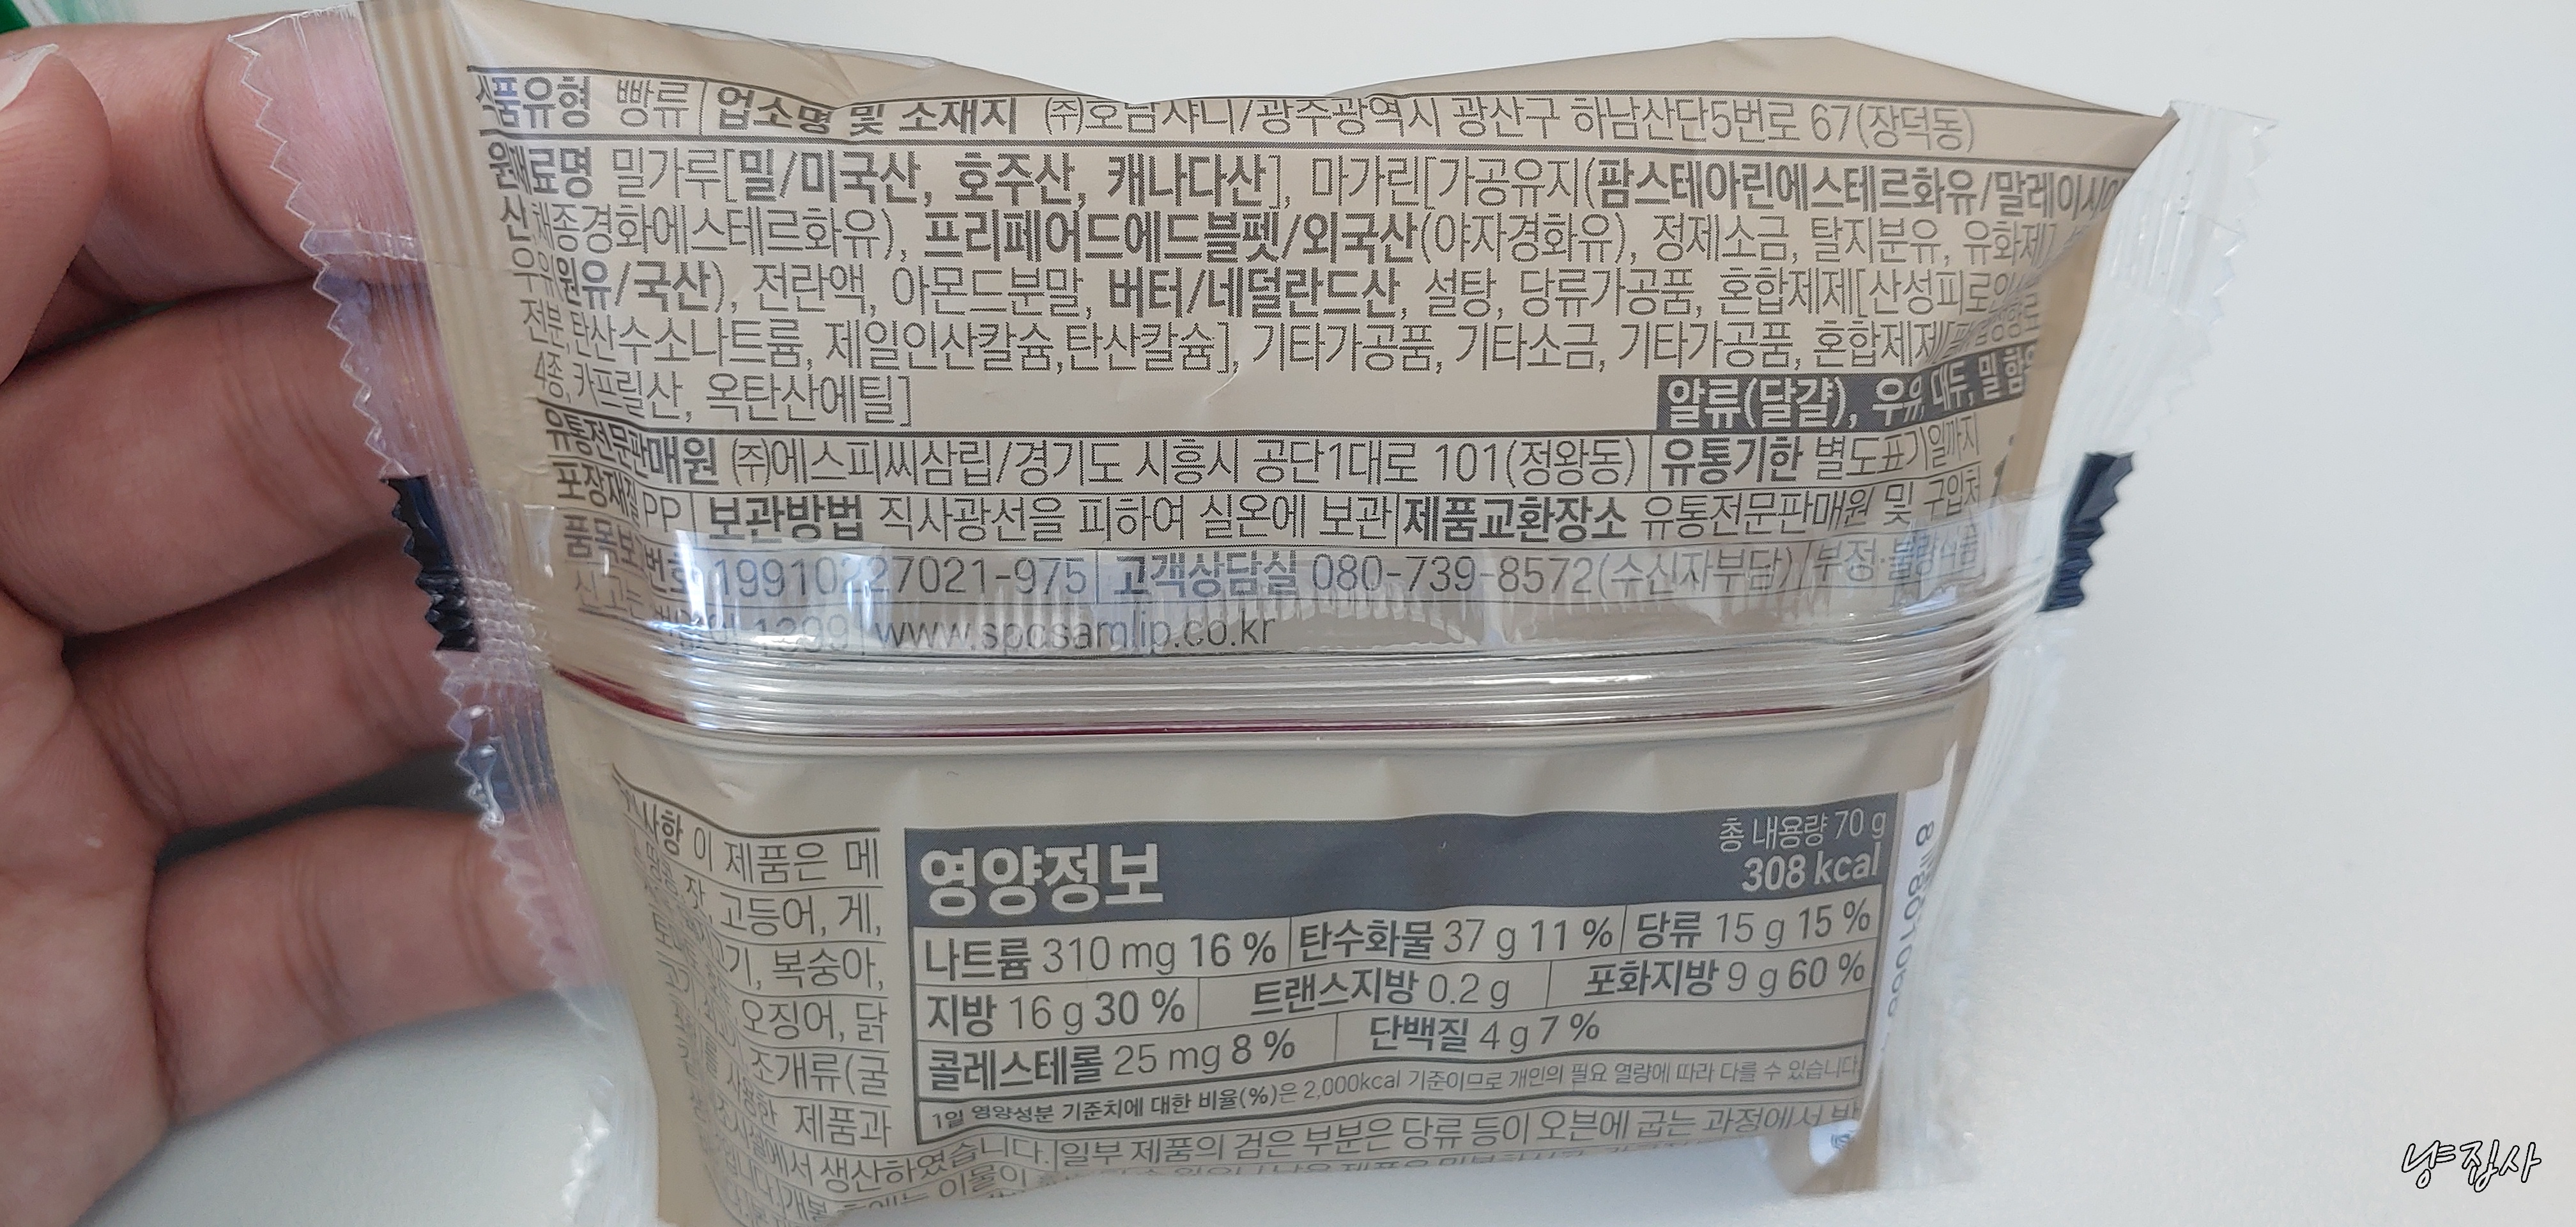 식품유형 빵류 업소명 및 소재지 (주)호남샤니/광주광역시 광산구 하남산단5번로 67(장덕동)
원재료명 밀가루[밀/미국산, 호주산, 캐나다산], 마가린[가공유지(팜스테아린에스테르화유/말레이시아
산 체종경화에스테르화유), 프리페어드에드블펫/외국산(야자경화유), 정제소금, 탈지분유, 유화제],
우유(원유/국산), 전란액, 아몬드분말, 버터/네덜란드산, 설탕, 당류가공품, 혼합제제[산성피로인산
전분, 탄산수소나트륨, 제일인산칼슘,탄산칼슘], 기타가공품, 기타소금, 기타가공품, 혼합제제
4종, 카프릴산, 옥탄산에틸]
알류(달걀), 우유, 대두, 밀 함
유통전문판매원 (주)에스피씨삼립/경기도 시흥시 공단1대로 101(정왕동) 유통기한 별도표기일까지
포장재질 PP 보관방법 직사광선을 피하여 실온에 보관 제품교환장소 유통전문판매원 및 구입처
품목보고번호 19910227021-975 고객상담실 080-739-8572(수신자부담) 부정·불량식품
신고는 국번없이 1399 www.spcsamlip.co.kr
사항 이 제품은 메
잣, 고등어, 게,
기, 복숭아,
오징어, 닭
조개류(굴
사용한 제품과
시설에서 생산하였습니다. 일부 제품의 검은 부분은 당류 등이 오븐에 굽는 과정에서
영양정보
총 내용량 70 g
308 kcal
나트륨 310 mg 16 % 탄수화물 37 g 11 % 당류 15 g 15 %
지방 16 g 30 % 트랜스지방 0.2 g 포화지방 9 g 60 %
콜레스테롤 25 mg 8 % 단백질 4 g 7 %
1일 영양성분 기준치에 대한 비율(%)은 2,000kcal 기준이므로 개인의 필요 열량에 따라 다를 수 있습니다
냥집사